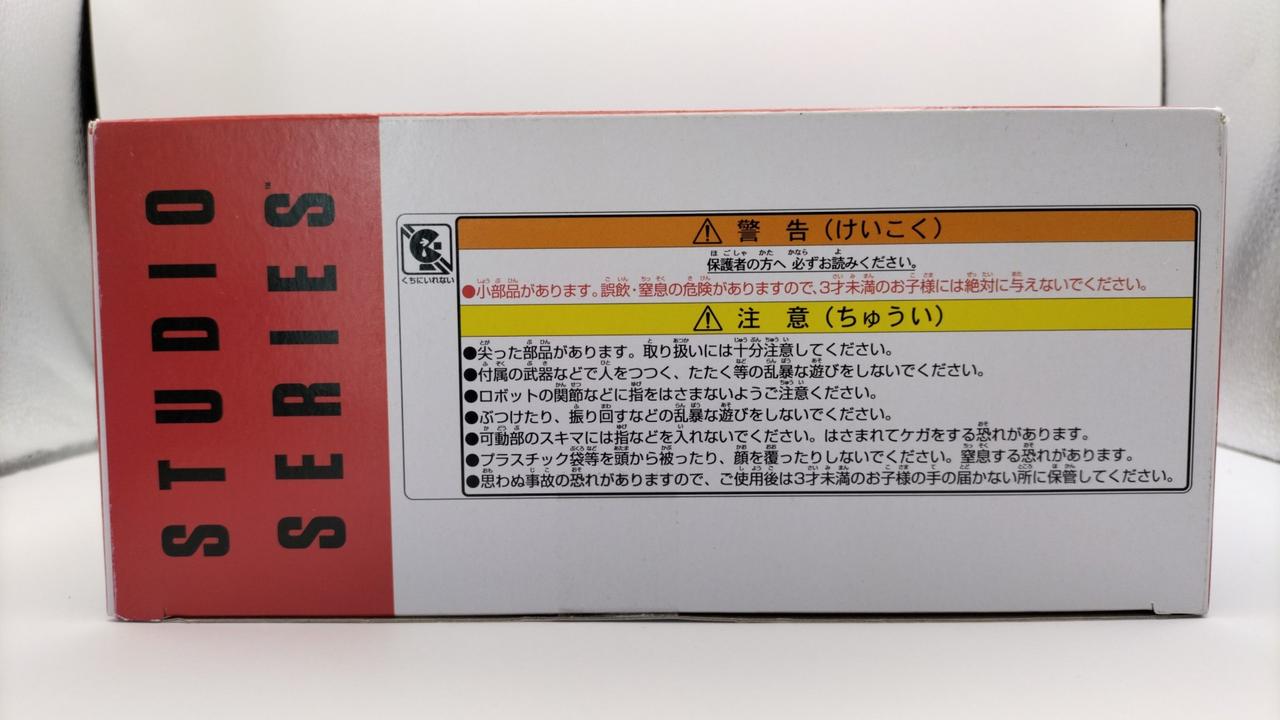 STUDIO
SERIES™
くちにいれない
⚠ 警 告 (けいこく)
保護者の方へ 必ずお読みください。
●小部品があります。誤飲・窒息の危険がありますので、3才未満のお子様には絶対に与えないでください。
⚠ 注 意 (ちゅうい)
●尖った部品があります。取り扱いには十分注意してください。
●付属の武器などで人をつつく、たたく等の乱暴な遊びをしないでください。
●ロボットの関節などに指をはさまないようご注意ください。
●ぶつけたり、振り回すなどの乱暴な遊びをしないでください。
●可動部のスキマには指などを入れないでください。はさまれてケガをする恐れがあります。
●プラスチック袋等を頭から被ったり、顔を覆ったりしないでください。窒息する恐れがあります。
●思わぬ事故の恐れがありますので、ご使用後は3才未満のお子様の手の届かない所に保管してください。